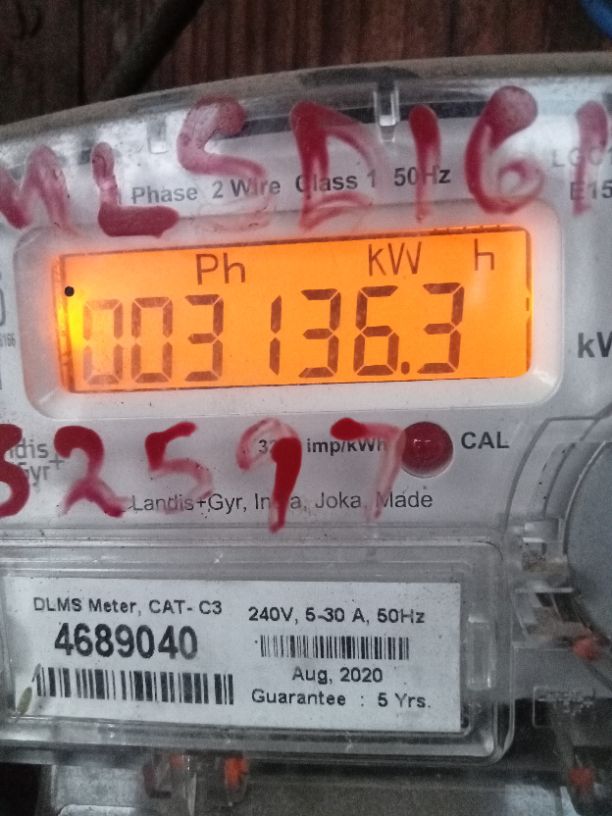 MLSD161
Phase 2 Wire Class 1 50Hz
Ph kW h
003136.3
32597
imp/kWh CAL
Landis+Gyr, India, Joka, Made
DLMS Meter, CAT- C3
4689040
240V, 5-30 A, 50Hz
Aug, 2020
Guarantee : 5 Yrs.